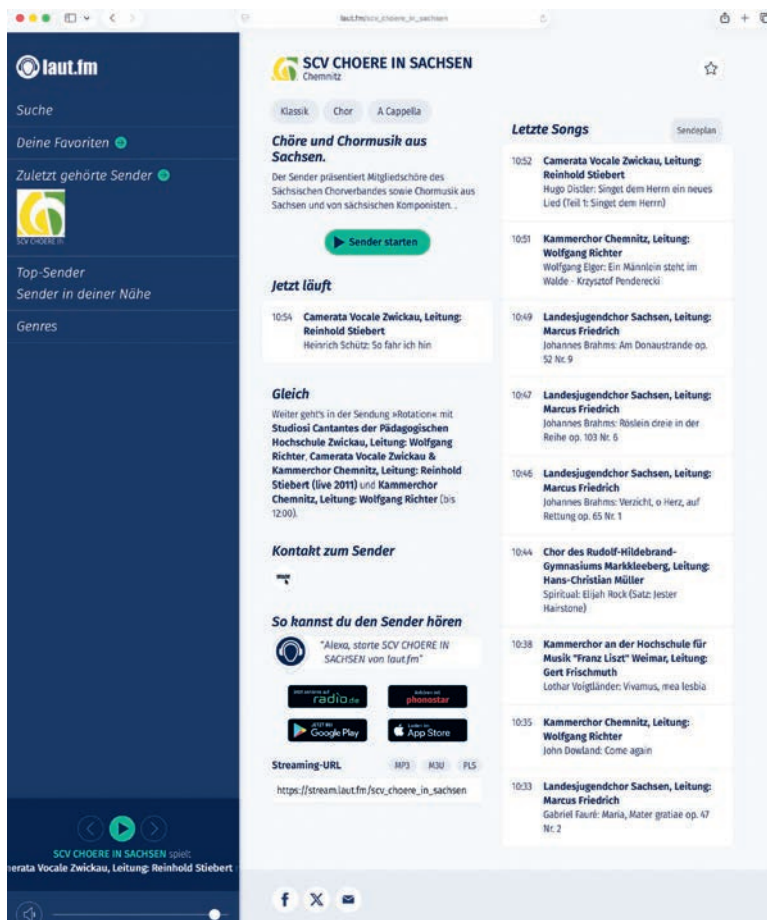 laut.fm/scv_choere_in_sachsen
laut.fm
Suche
Deine Favoriten
Zuletzt gehörte Sender
SCV CHOERE IN
Top-Sender
Sender in deiner Nähe
Genres
SCV CHOERE IN SACHSEN spielt
erata Vocale Zwickau, Leitung: Reinhold Stiebert
SCV CHOERE IN SACHSEN
Chemnitz
Klassik Chor A Cappella
Chöre und Chormusik aus
Sachsen.
Der Sender präsentiert Mitgliedschöre des
Sächsischen Chorverbandes sowie Chormusik aus
Sachsen und von sächsischen Komponisten. .
Sender starten
Jetzt läuft
10:54 Camerata Vocale Zwickau, Leitung:
Reinhold Stiebert
Heinrich Schütz: So fahr ich hin
Gleich
Weiter geht's in der Sendung »Rotation« mit
Studiosi Cantantes der Pädagogischen
Hochschule Zwickau, Leitung: Wolfgang
Richter, Camerata Vocale Zwickau &
Kammerchor Chemnitz, Leitung: Reinhold
Stiebert (live 2011) und Kammerchor
Chemnitz, Leitung: Wolfgang Richter (bis
12:00).
Kontakt zum Sender
So kannst du den Sender hören
"Alexa, starte SCV CHOERE IN
SACHSEN von laut.fm"
radio.de
phonostar
JETZT BEI
Google Play
Laden im
App Store
Streaming-URL MP3 M3U PLS
https://stream.laut.fm/scv_choere_in_sachsen
Letzte Songs Sendeplan
10:52 Camerata Vocale Zwickau, Leitung:
Reinhold Stiebert
Hugo Distler: Singet dem Herrn ein neues
Lied (Teil 1: Singet dem Herrn)
10:51 Kammerchor Chemnitz, Leitung:
Wolfgang Richter
Wolfgang Elger: Ein Männlein steht im
Walde - Krzysztof Penderecki
10:49 Landesjugendchor Sachsen, Leitung:
Marcus Friedrich
Johannes Brahms: Am Donaustrande op.
52 Nr. 9
10:47 Landesjugendchor Sachsen, Leitung:
Marcus Friedrich
Johannes Brahms: Röslein dreie in der
Reihe op. 103 Nr. 6
10:46 Landesjugendchor Sachsen, Leitung:
Marcus Friedrich
Johannes Brahms: Verzicht, o Herz, auf
Rettung op. 65 Nr. 1
10:44 Chor des Rudolf-Hildebrand-
Gymnasiums Markkleeberg, Leitung:
Hans-Christian Müller
Spiritual: Elijah Rock (Satz: Jester
Hairstone)
10:38 Kammerchor an der Hochschule für
Musik "Franz Liszt" Weimar, Leitung:
Gert Frischmuth
Lothar Voigtländer: Vivamus, mea lesbia
10:35 Kammerchor Chemnitz, Leitung:
Wolfgang Richter
John Dowland: Come again
10:33 Landesjugendchor Sachsen, Leitung:
Marcus Friedrich
Gabriel Fauré: Maria, Mater gratiae op. 47
Nr. 2